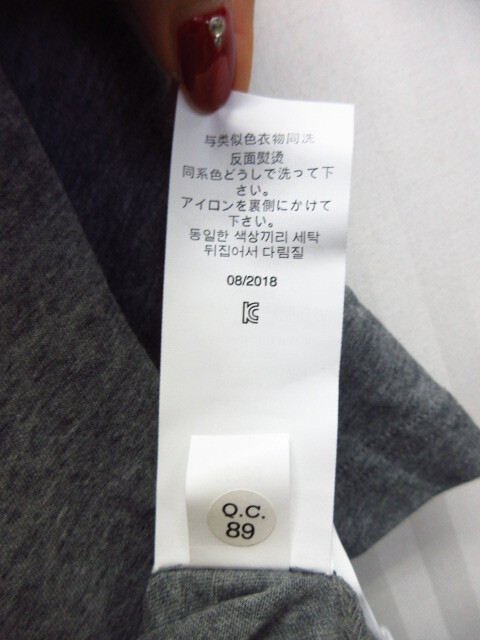 与类似色衣物同洗
反面熨烫
同系色どうしで洗って下
さい。
アイロンを裏側にかけて
下さい。
동일한 색상끼리 세탁
뒤집어서 다림질
08/2018
KC
Q.C.
89